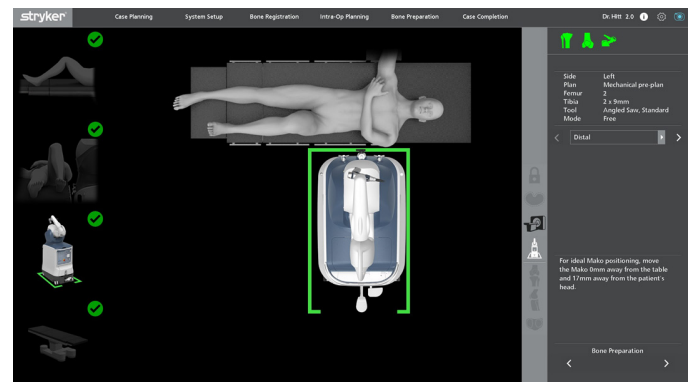 stryker
Case Planning
System Setup
Bone Registration
Intra-Op Planning
Bone Preparation
Case Completion
Dr. Hitt 2.0
Side Left
Plan Mechanical pre-plan
Femur 2
Tibia 2 x 9mm
Tool Angled Saw, Standard
Mode Free
Distal
For ideal Mako positioning, move
the Mako 0mm away from the table
and 17mm away from the patient's
head.
Bone Preparation